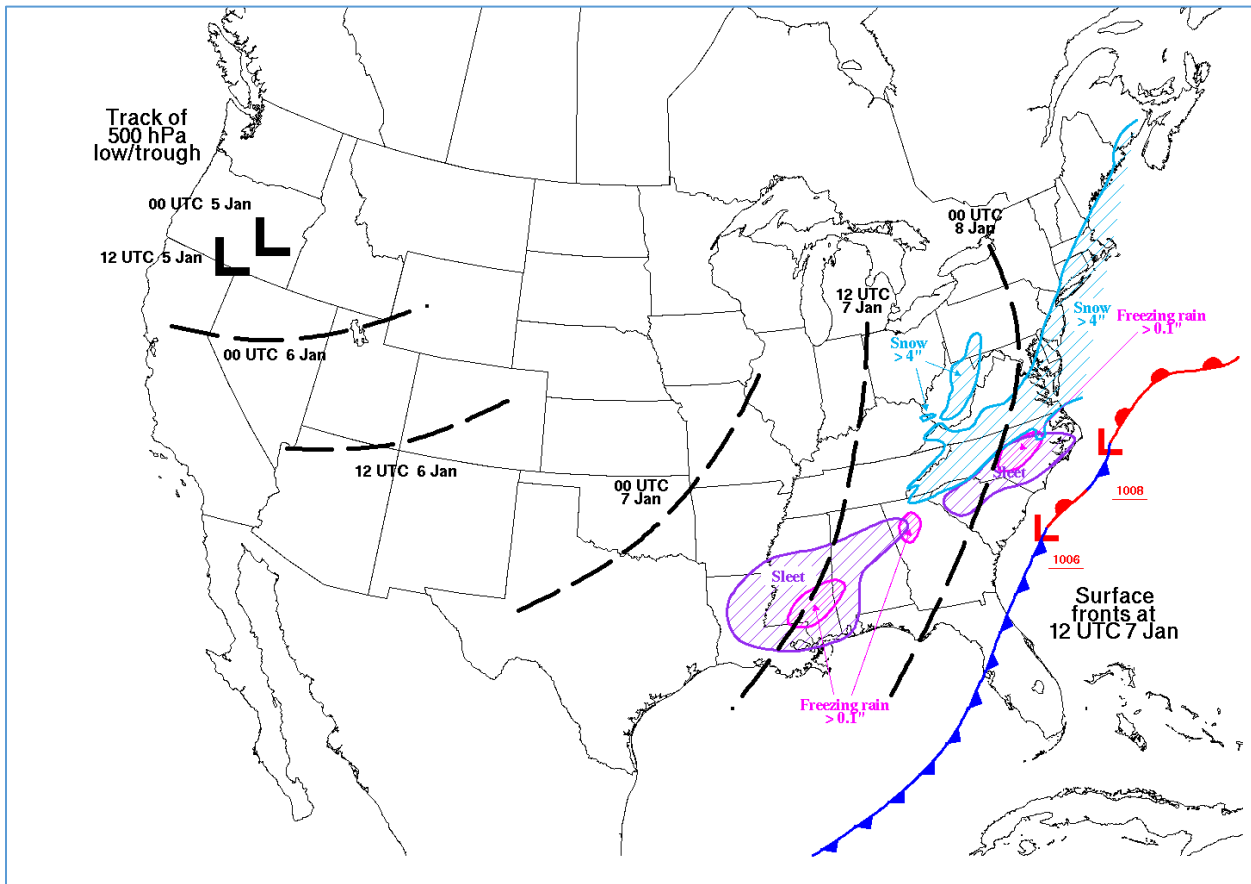 Track of
500 hPa
low/trough
00 UTC 5 Jan
L
12 UTC 5 Jan
L
00 UTC 6 Jan
12 UTC 6 Jan
00 UTC
7 Jan
12 UTC
7 Jan
00 UTC
8 Jan
Snow
> 4"
Snow
> 4"
Freezing rain
> 0.1"
L
1008
L
1006
Sleet
Sleet
Freezing rain
> 0.1"
Surface
fronts at
12 UTC 7 Jan